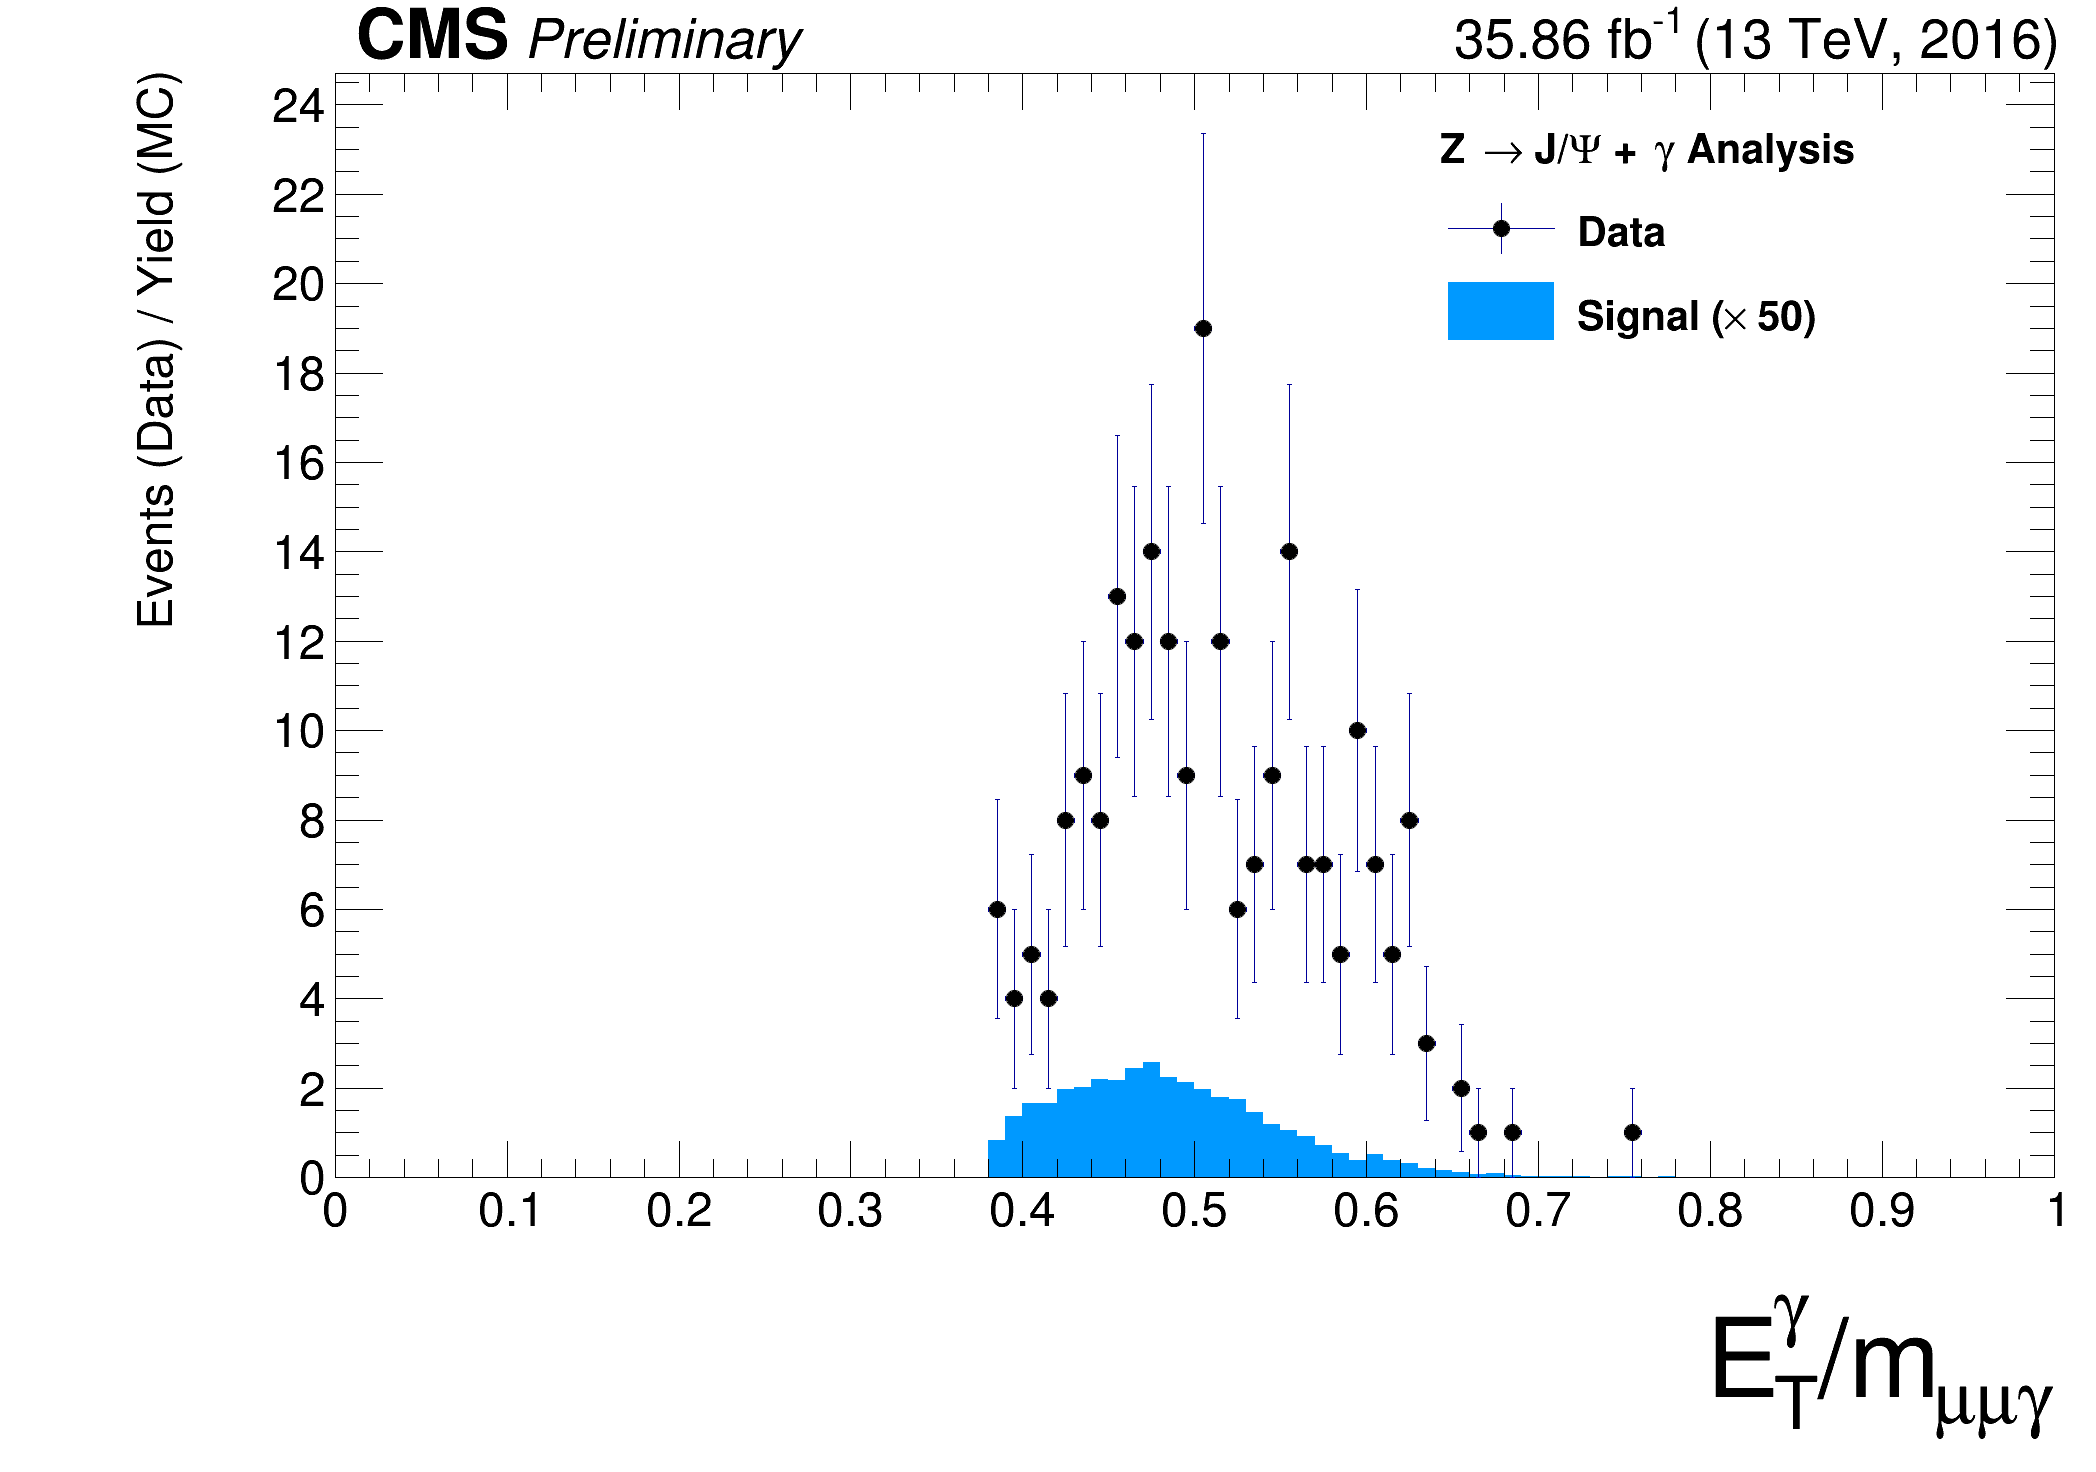 CMS Preliminary
35.86 fb⁻¹ (13 TeV, 2016)
Events (Data) / Yield (MC)
24
22
20
18
16
14
12
10
8
6
4
2
0
Z → J/Ψ + γ Analysis
Data
Signal (× 50)
0 0.1 0.2 0.3 0.4 0.5 0.6 0.7 0.8 0.9 1
E_T^γ/m_μμγ